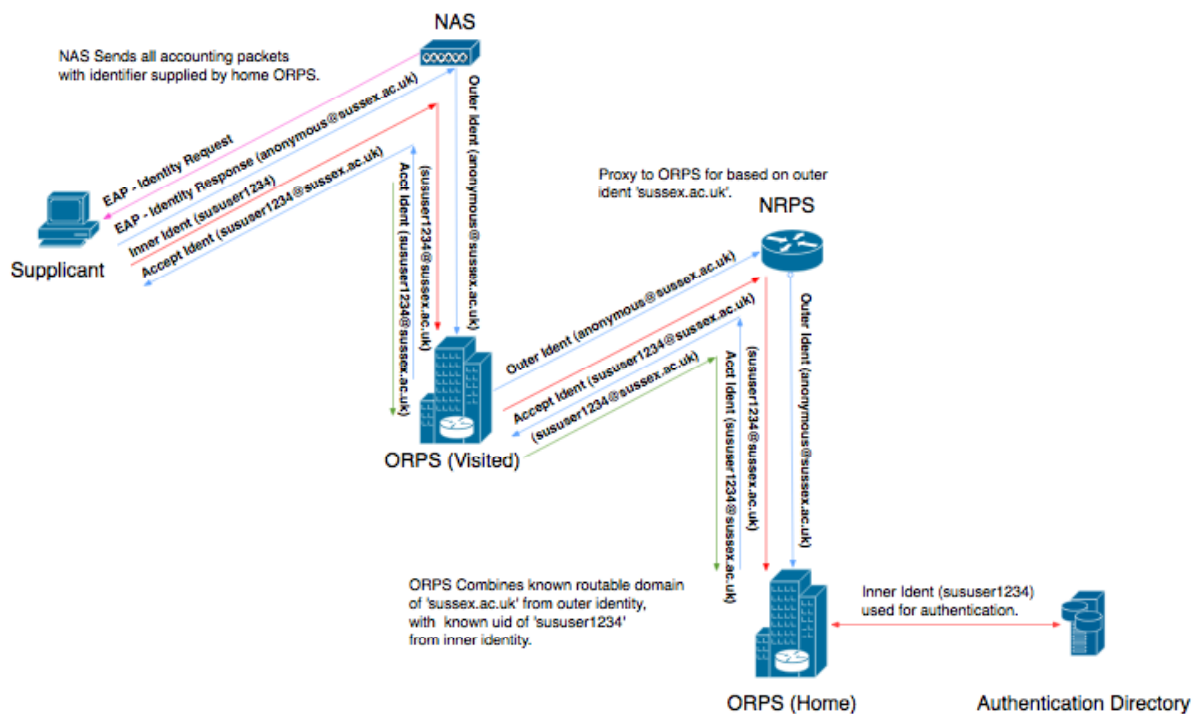 NAS
NAS Sends all accounting packets
with identifier supplied by home ORPS.
EAP - Identity Request
EAP - Identity Response (anonymous@sussex.ac.uk)
Inner Ident (sususer1234)
Accept Ident (sususer1234@sussex.ac.uk)
Supplicant
Acct Ident (sususer1234@sussex.ac.uk)
(sususer1234@sussex.ac.uk)
Outer Ident (anonymous@sussex.ac.uk)
ORPS (Visited)
Proxy to ORPS for based on outer
ident 'sussex.ac.uk'.
NRPS
Outer Ident (anonymous@sussex.ac.uk)
Accept Ident (sususer1234@sussex.ac.uk)
(sususer1234@sussex.ac.uk)
Acct Ident (sususer1234@sussex.ac.uk)
(sususer1234@sussex.ac.uk)
Outer Ident (anonymous@sussex.ac.uk)
ORPS Combines known routable domain
of 'sussex.ac.uk' from outer identity,
with known uid of 'sususer1234'
from inner identity.
Inner Ident (sususer1234)
used for authentication.
ORPS (Home)
Authentication Directory